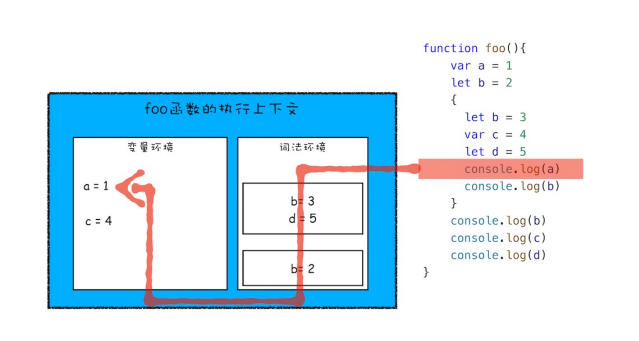 foo函数的执行上下文
变量环境
a = 1
c = 4
词法环境
b= 3
d = 5
b= 2
function foo(){
    var a = 1
    let b = 2
    {
      let b = 3
      var c = 4
      let d = 5
      console.log(a)
      console.log(b)
    }
    console.log(b)
    console.log(c)
    console.log(d)
}